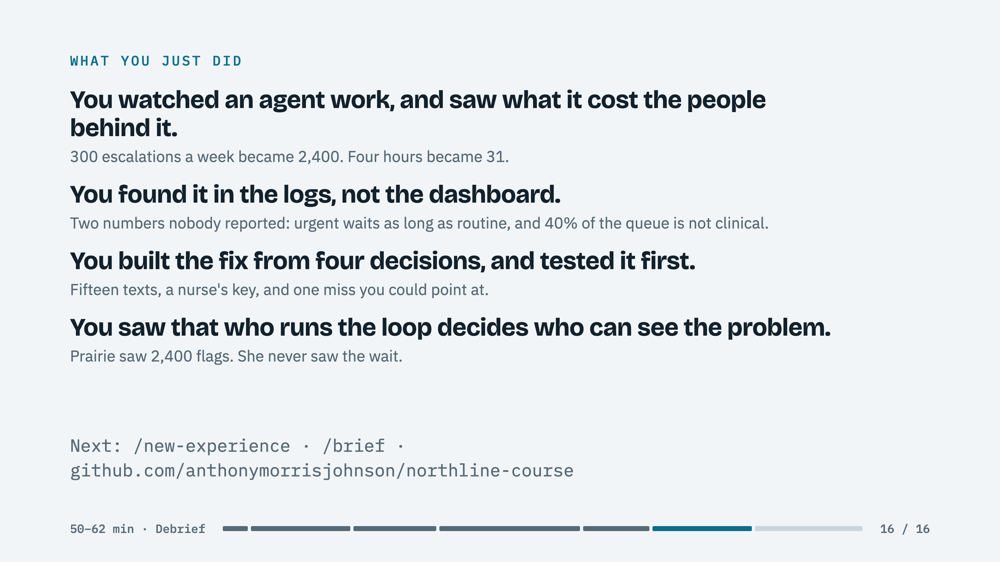 WHAT YOU JUST DID
You watched an agent work, and saw what it cost the people
behind it.
300 escalations a week became 2,400. Four hours became 31.
You found it in the logs, not the dashboard.
Two numbers nobody reported: urgent waits as long as routine, and 40% of the queue is not clinical.
You built the fix from four decisions, and tested it first.
Fifteen texts, a nurse's key, and one miss you could point at.
You saw that who runs the loop decides who can see the problem.
Prairie saw 2,400 flags. She never saw the wait.
Next: /new-experience · /brief ·
github.com/anthonymorrisjohnson/northline-course
50–62 min · Debrief
16 / 16